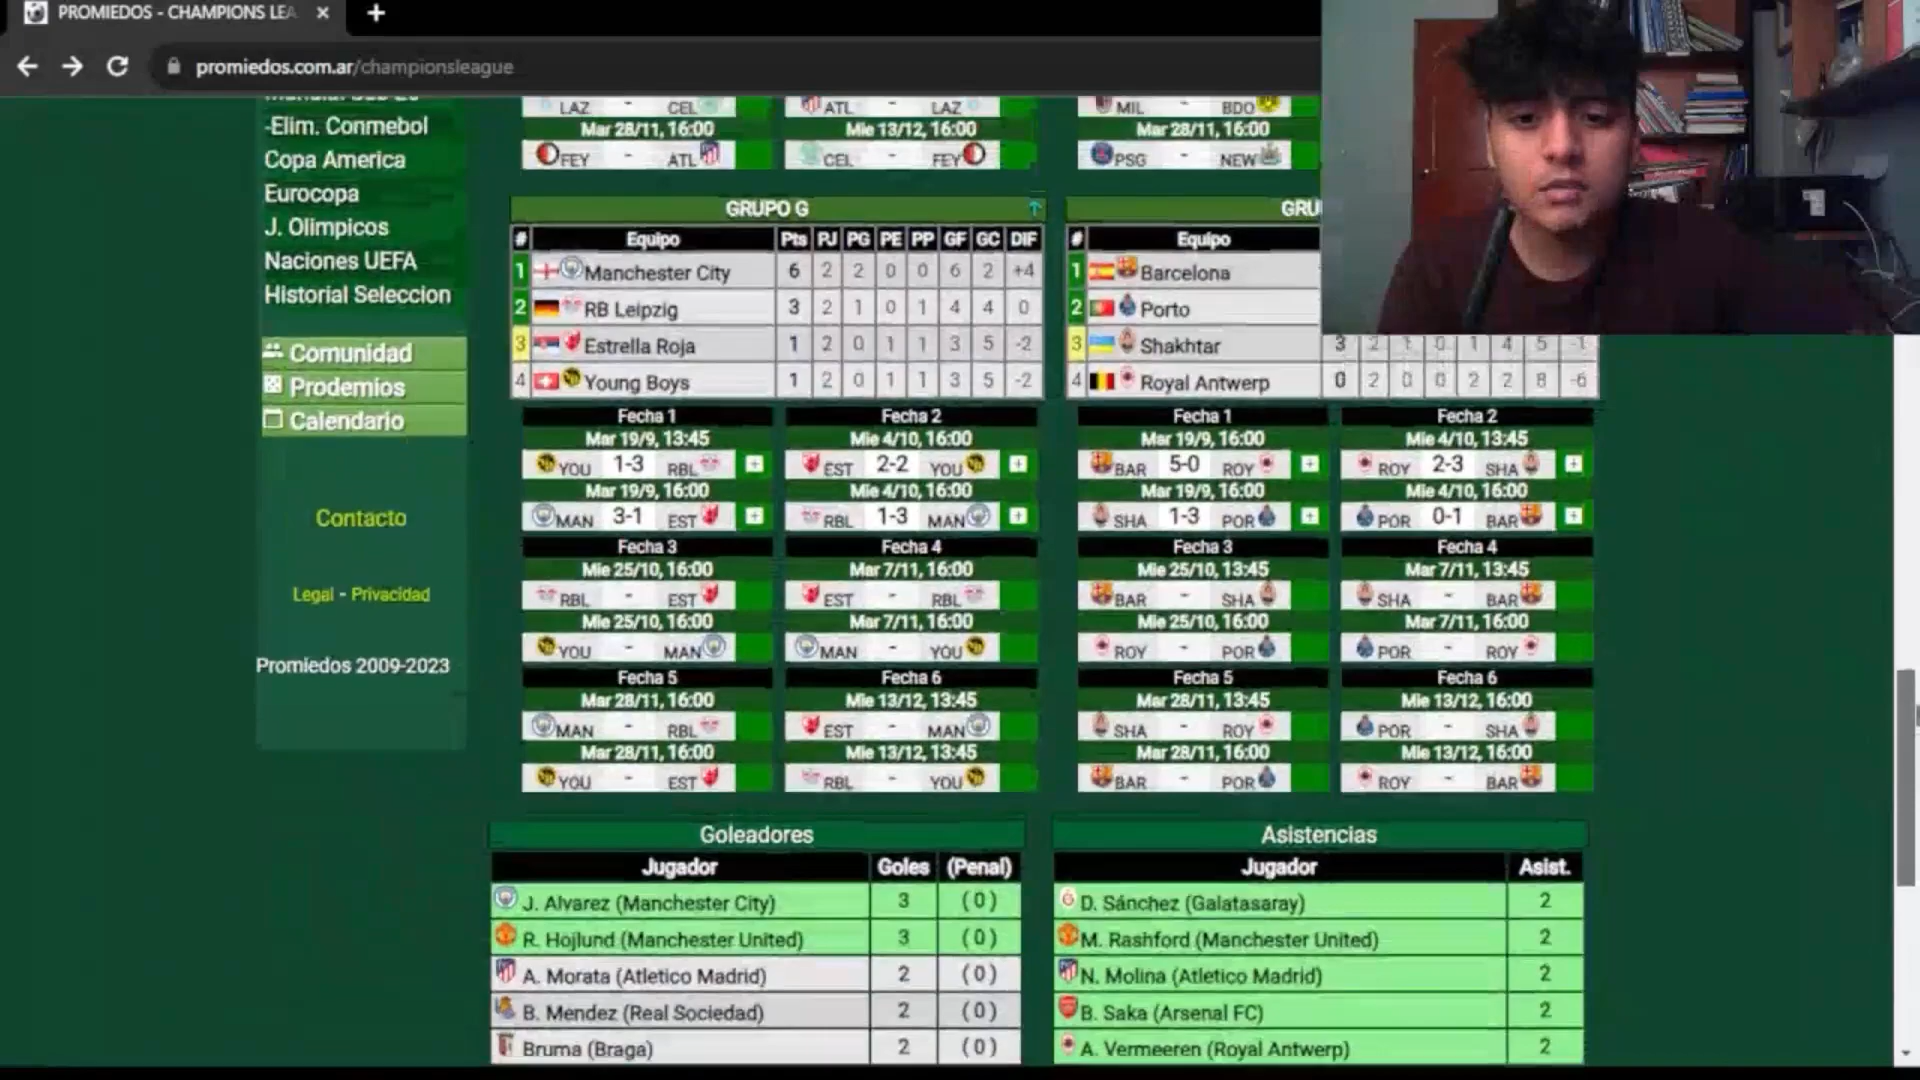 PROMIEDOS - CHAMPIONS LEA
promiedos.com.ar/championsleague
-Elim. Conmebol
Copa America
Eurocopa
J. Olimpicos
Naciones UEFA
Historial Seleccion
Comunidad
Prodemios
Calendario
Contacto
Legal - Privacidad
Promiedos 2009-2023
LAZ - CEL ATL - LAZ MIL - BDO
Mar 28/11, 16:00 Mie 13/12, 16:00 Mar 28/11, 16:00
FEY - ATL CEL - FEY PSG - NEW
GRUPO G
# Equipo Pts PJ PG PE PP GF GC DIF
1 Manchester City 6 2 2 0 0 6 2 +4
2 RB Leipzig 3 2 1 0 1 4 4 0
3 Estrella Roja 1 2 0 1 1 3 5 -2
4 Young Boys 1 2 0 1 1 3 5 -2
Fecha 1 Fecha 2
Mar 19/9, 13:45 Mie 4/10, 16:00
YOU 1-3 RBL + EST 2-2 YOU +
Mar 19/9, 16:00 Mie 4/10, 16:00
MAN 3-1 EST + RBL 1-3 MAN +
Fecha 3 Fecha 4
Mie 25/10, 16:00 Mar 7/11, 16:00
RBL - EST EST - RBL
Mie 25/10, 16:00 Mar 7/11, 16:00
YOU - MAN MAN - YOU
Fecha 5 Fecha 6
Mar 28/11, 16:00 Mie 13/12, 13:45
MAN - RBL EST - MAN
Mar 28/11, 16:00 Mie 13/12, 13:45
YOU - EST RBL - YOU
GRU
# Equipo
1 Barcelona
2 Porto
3 Shakhtar 3 2 1 0 1 4 5 -1
4 Royal Antwerp 0 2 0 0 2 2 8 -6
Fecha 1 Fecha 2
Mar 19/9, 16:00 Mie 4/10, 13:45
BAR 5-0 ROY + ROY 2-3 SHA +
Mar 19/9, 16:00 Mie 4/10, 16:00
SHA 1-3 POR + POR 0-1 BAR +
Fecha 3 Fecha 4
Mie 25/10, 13:45 Mar 7/11, 13:45
BAR - SHA SHA - BAR
Mie 25/10, 16:00 Mar 7/11, 16:00
ROY - POR POR - ROY
Fecha 5 Fecha 6
Mar 28/11, 13:45 Mie 13/12, 16:00
SHA - ROY POR - SHA
Mar 28/11, 16:00 Mie 13/12, 16:00
BAR - POR ROY - BAR
Goleadores
Jugador Goles (Penal)
J. Alvarez (Manchester City) 3 (0)
R. Hojlund (Manchester United) 3 (0)
A. Morata (Atletico Madrid) 2 (0)
B. Mendez (Real Sociedad) 2 (0)
Bruma (Braga) 2 (0)
Asistencias
Jugador Asist.
D. Sánchez (Galatasaray) 2
M. Rashford (Manchester United) 2
N. Molina (Atletico Madrid) 2
B. Saka (Arsenal FC) 2
A. Vermeeren (Royal Antwerp) 2